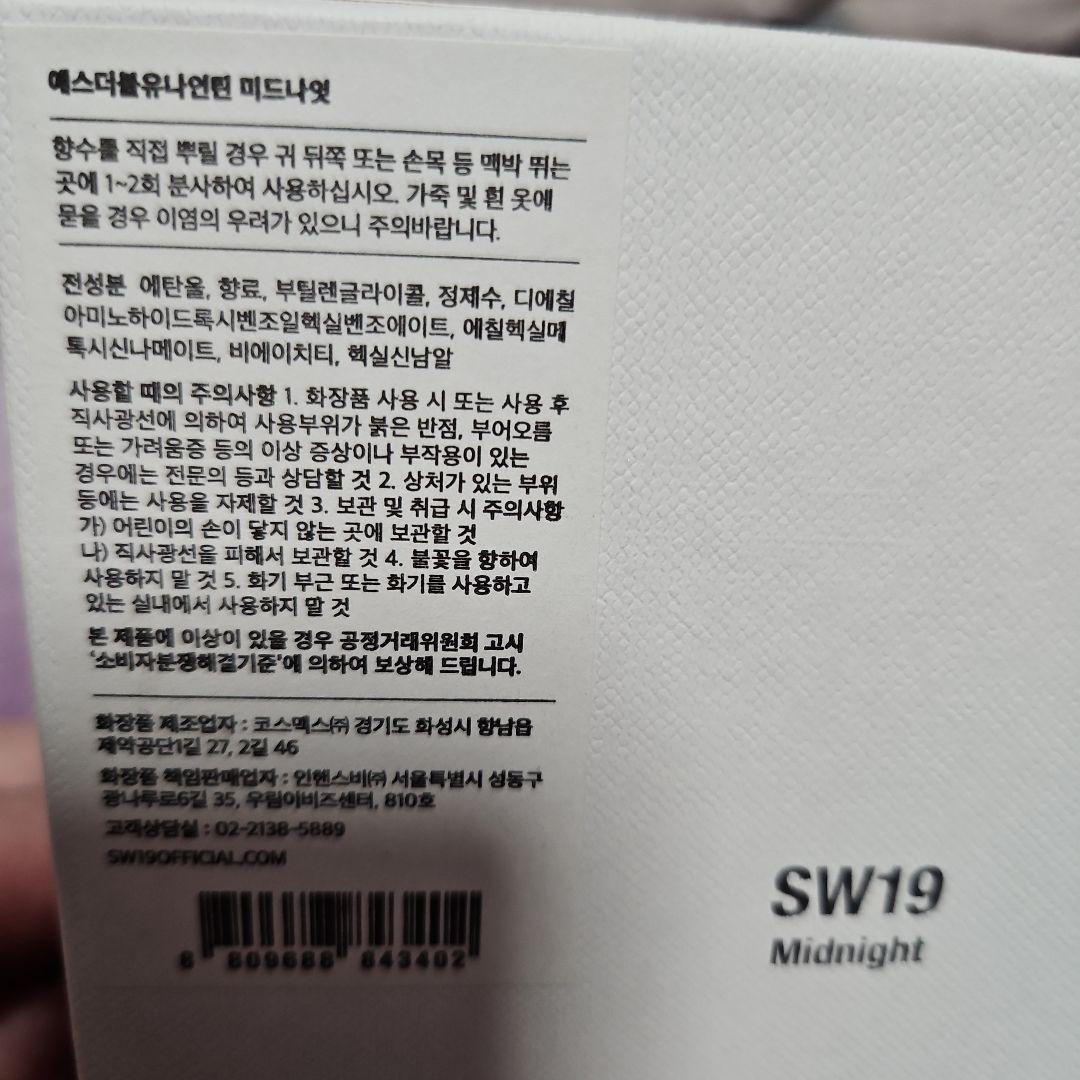 에스더블유나인틴 미드나잇
향수를 직접 뿌릴 경우 귀 뒤쪽 또는 손목 등 맥박 뛰는
곳에 1~2회 분사하여 사용하십시오. 가죽 및 흰 옷에
묻을 경우 이염의 우려가 있으니 주의바랍니다.
전성분 에탄올, 향료, 부틸렌글라이콜, 정제수, 디에칠
아미노하이드록시벤조일헥실벤조에이트, 에칠헥실메
톡시신나메이트, 비에이치티, 헥실신남알
사용할 때의 주의사항 1. 화장품 사용 시 또는 사용 후
직사광선에 의하여 사용부위가 붉은 반점, 부어오름
또는 가려움증 등의 이상 증상이나 부작용이 있는
경우에는 전문의 등과 상담할 것 2. 상처가 있는 부위
등에는 사용을 자제할 것 3. 보관 및 취급 시 주의사항
가) 어린이의 손이 닿지 않는 곳에 보관할 것
나) 직사광선을 피해서 보관할 것 4. 불꽃을 향하여
사용하지 말 것 5. 화기 부근 또는 화기를 사용하고
있는 실내에서 사용하지 말 것
본 제품에 이상이 있을 경우 공정거래위원회 고시
'소비자분쟁해결기준'에 의하여 보상해 드립니다.
화장품 제조업자 : 코스맥스㈜ 경기도 화성시 향남읍
제약공단1길 27, 2길 46
화장품 책임판매업자 : 인핸스비㈜ 서울특별시 성동구
광나루로6길 35, 우림이비즈센터, 810호
고객상담실 : 02-2138-5889
SW19OFFICIAL.COM
8 809688 843402
SW19
Midnight